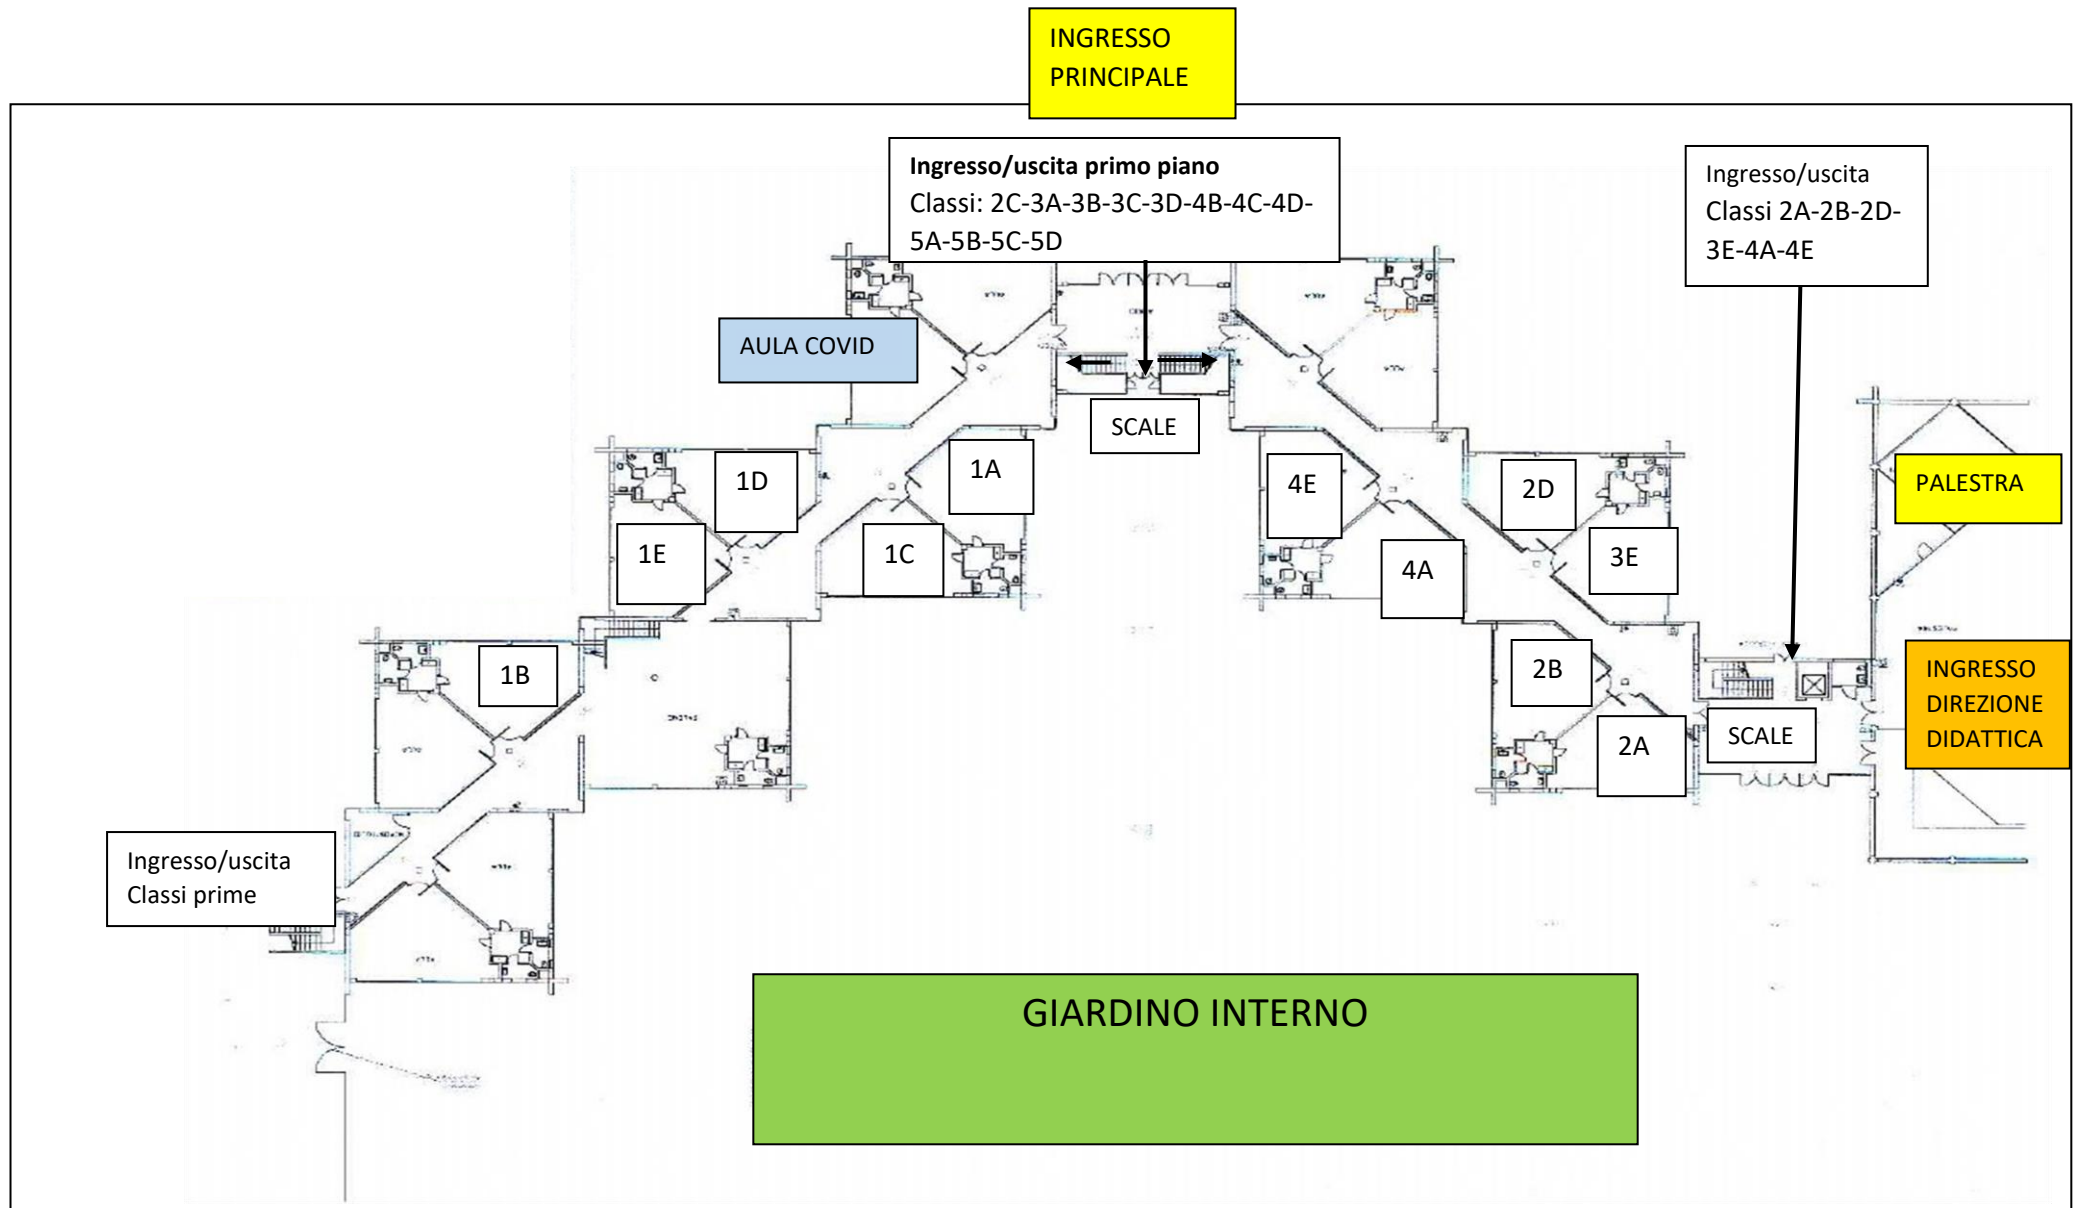 INGRESSO
PRINCIPALE
Ingresso/uscita primo piano
Classi: 2C-3A-3B-3C-3D-4B-4C-4D-
5A-5B-5C-5D
Ingresso/uscita
Classi 2A-2B-2D-
3E-4A-4E
AULA COVID
SCALE
1D
1A
4E
2D
PALESTRA
1E
1C
4A
3E
1B
2B
INGRESSO
DIREZIONE
DIDATTICA
2A
SCALE
Ingresso/uscita
Classi prime
GIARDINO INTERNO